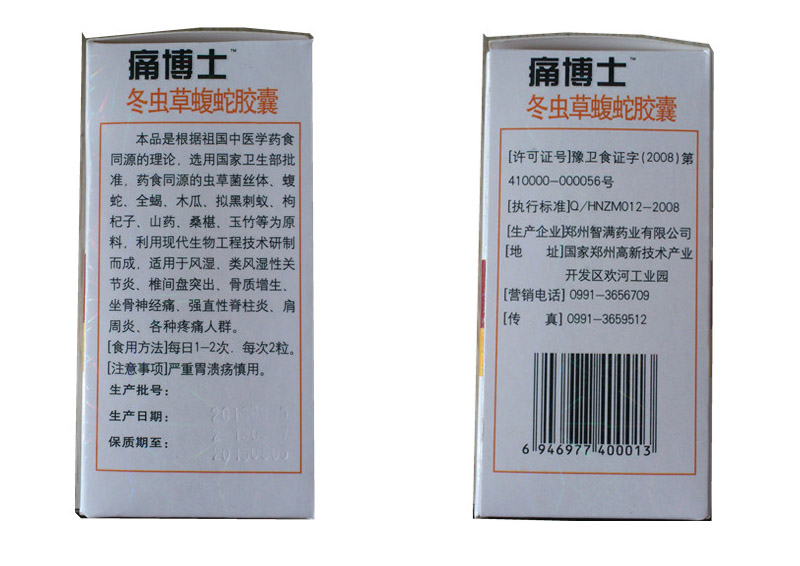 痛博士™
冬虫草蝮蛇胶囊
本品是根据祖国中医学药食
同源的理论，选用国家卫生部批
准，药食同源的虫草菌丝体、蝮
蛇、全蝎、木瓜、拟黑刺蚁、枸
杞子、山药、桑椹、玉竹等为原
料，利用现代生物工程技术研制
而成，适用于风湿、类风湿性关
节炎、椎间盘突出、骨质增生、
坐骨神经痛、强直性脊柱炎、肩
周炎、各种疼痛人群。
[食用方法]每日1-2次，每次2粒。
[注意事项]严重胃溃疡慎用。
生产批号：
生产日期：
保质期至：
痛博士™
冬虫草蝮蛇胶囊
[许可证号]豫卫食证字(2008)第
410000-000056号
[执行标准]Q/HNZM012-2008
[生产企业]郑州智满药业有限公司
[地 址]国家郑州高新技术产业
开发区欢河工业园
[营销电话] 0991-3656709
[传 真] 0991-3659512
6 946977 400013